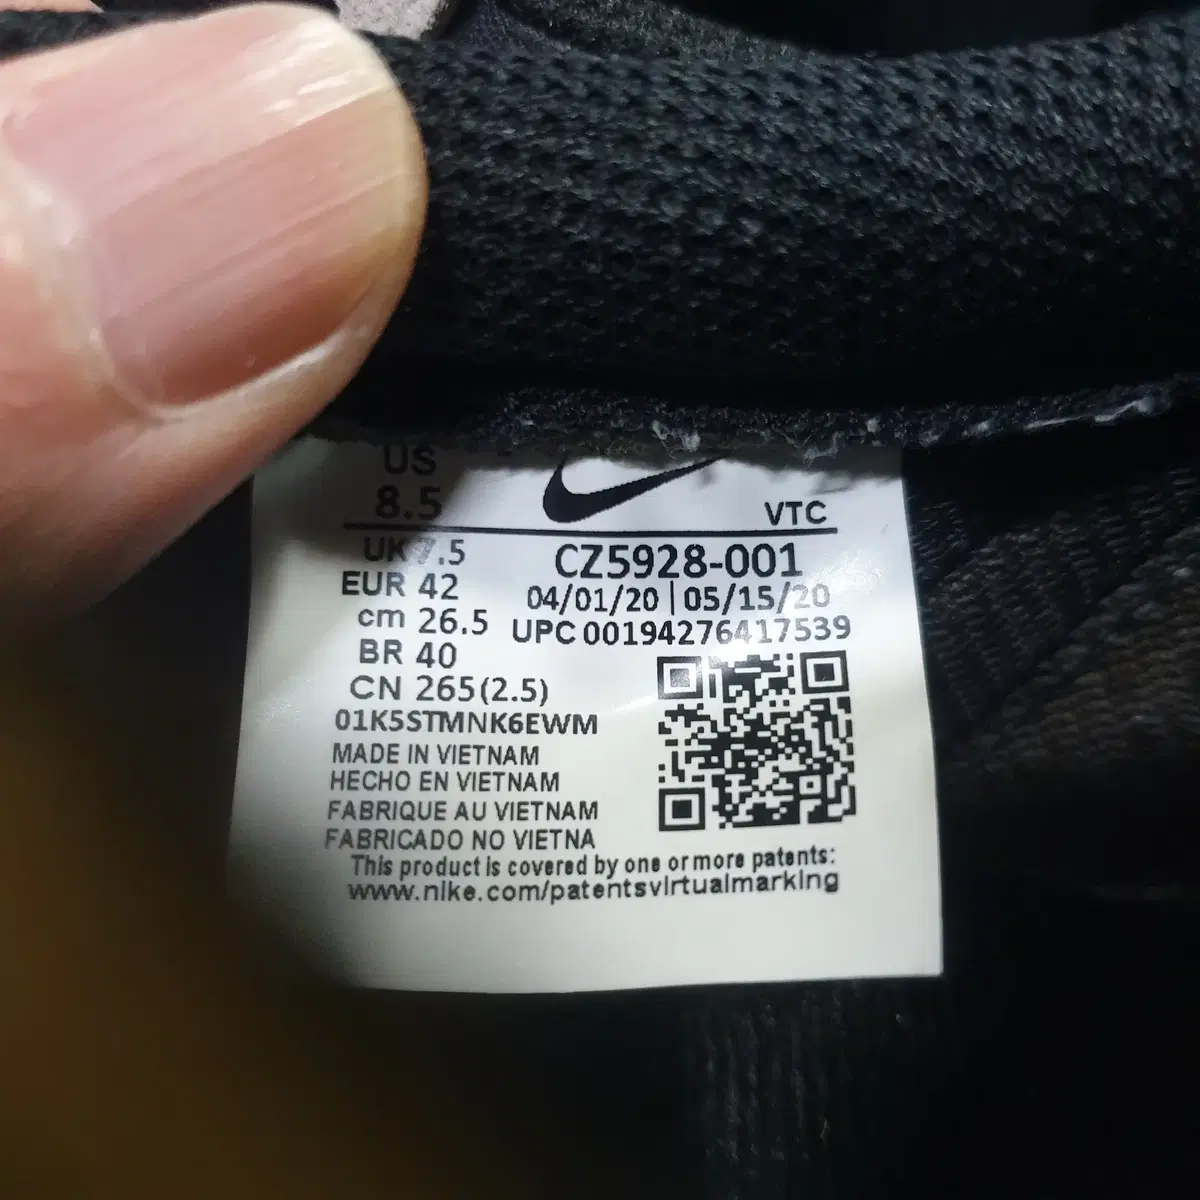 US
8.5
VTC
UK 7.5
CZ5928-001
EUR 42
04/01/20 | 05/15/20
cm 26.5
UPC 00194276417539
BR 40
CN 265(2.5)
01K5STMNK6EWM
MADE IN VIETNAM
HECHO EN VIETNAM
FABRIQUE AU VIETNAM
FABRICADO NO VIETNA
This product is covered by one or more patents:
www.nike.com/patentsvirtualmarking